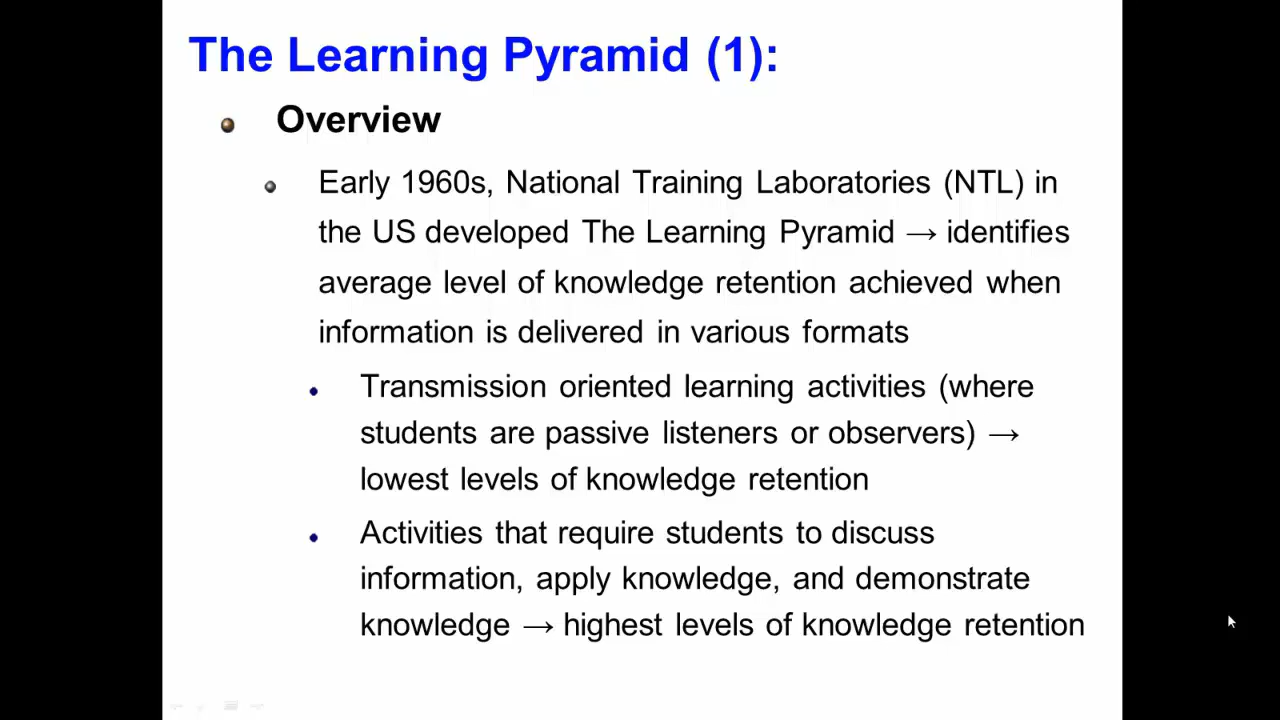 The Learning Pyramid (1):
Overview
Early 1960s, National Training Laboratories (NTL) in
the US developed The Learning Pyramid → identifies
average level of knowledge retention achieved when
information is delivered in various formats
Transmission oriented learning activities (where
students are passive listeners or observers) →
lowest levels of knowledge retention
Activities that require students to discuss
information, apply knowledge, and demonstrate
knowledge → highest levels of knowledge retention